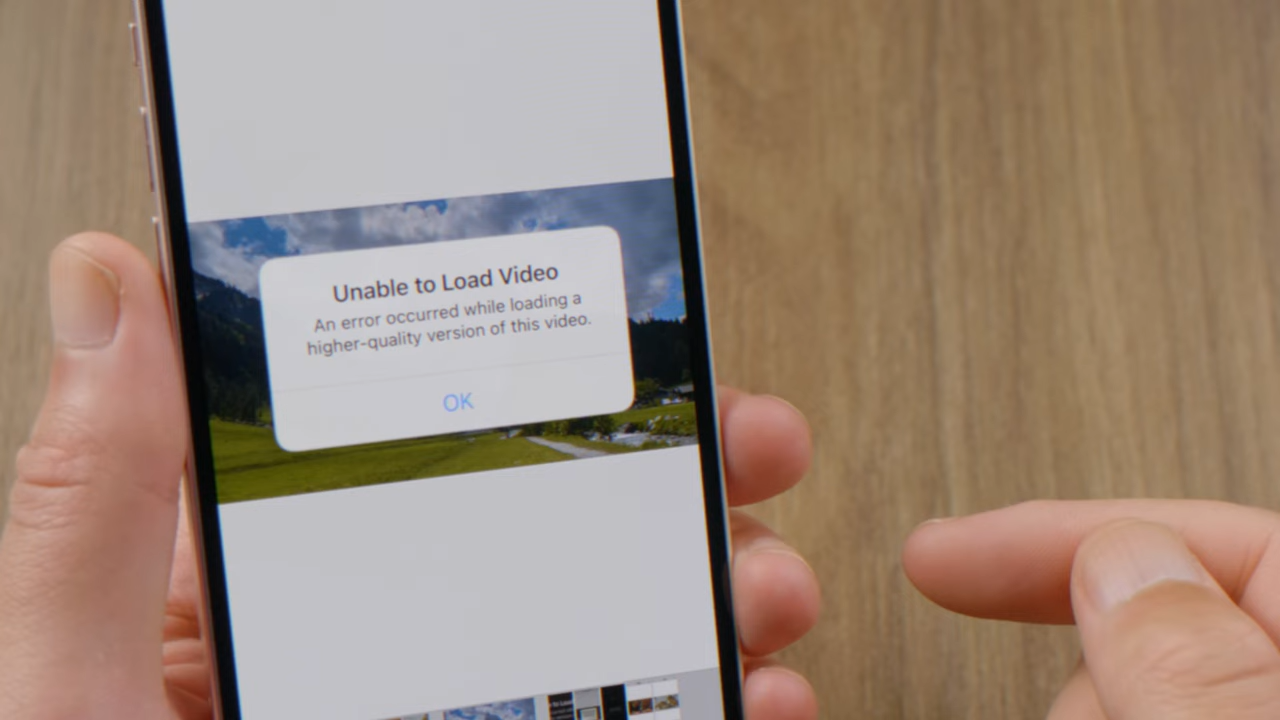 Unable to Load Video
An error occurred while loading a
higher-quality version of this video.
OK